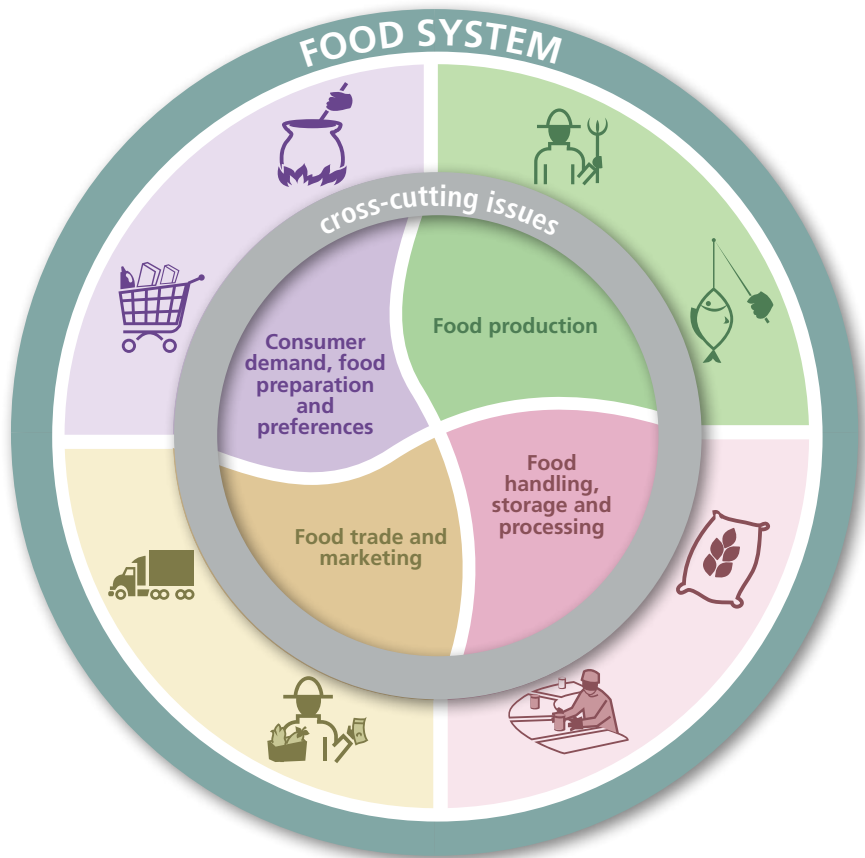 FOOD SYSTEM
cross-cutting issues
Consumer
demand, food
preparation
and
preferences
Food production
Food
handling,
storage and
processing
Food trade and
marketing